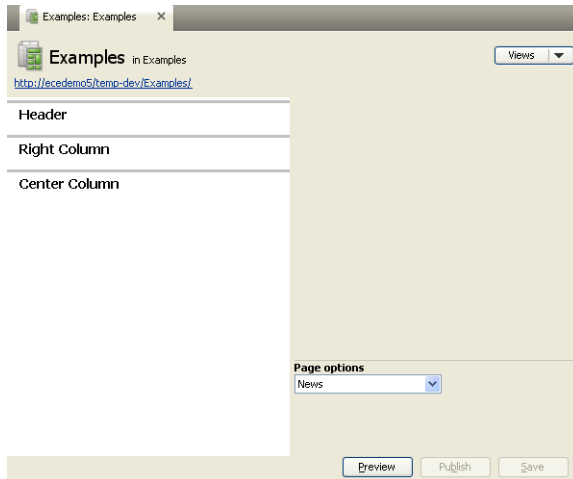 Examples: Examples
Examples in Examples
Views
http://ecedemo5/temp-dev/Examples/
Header
Right Column
Center Column
Page options
News
Preview
Publish
Save